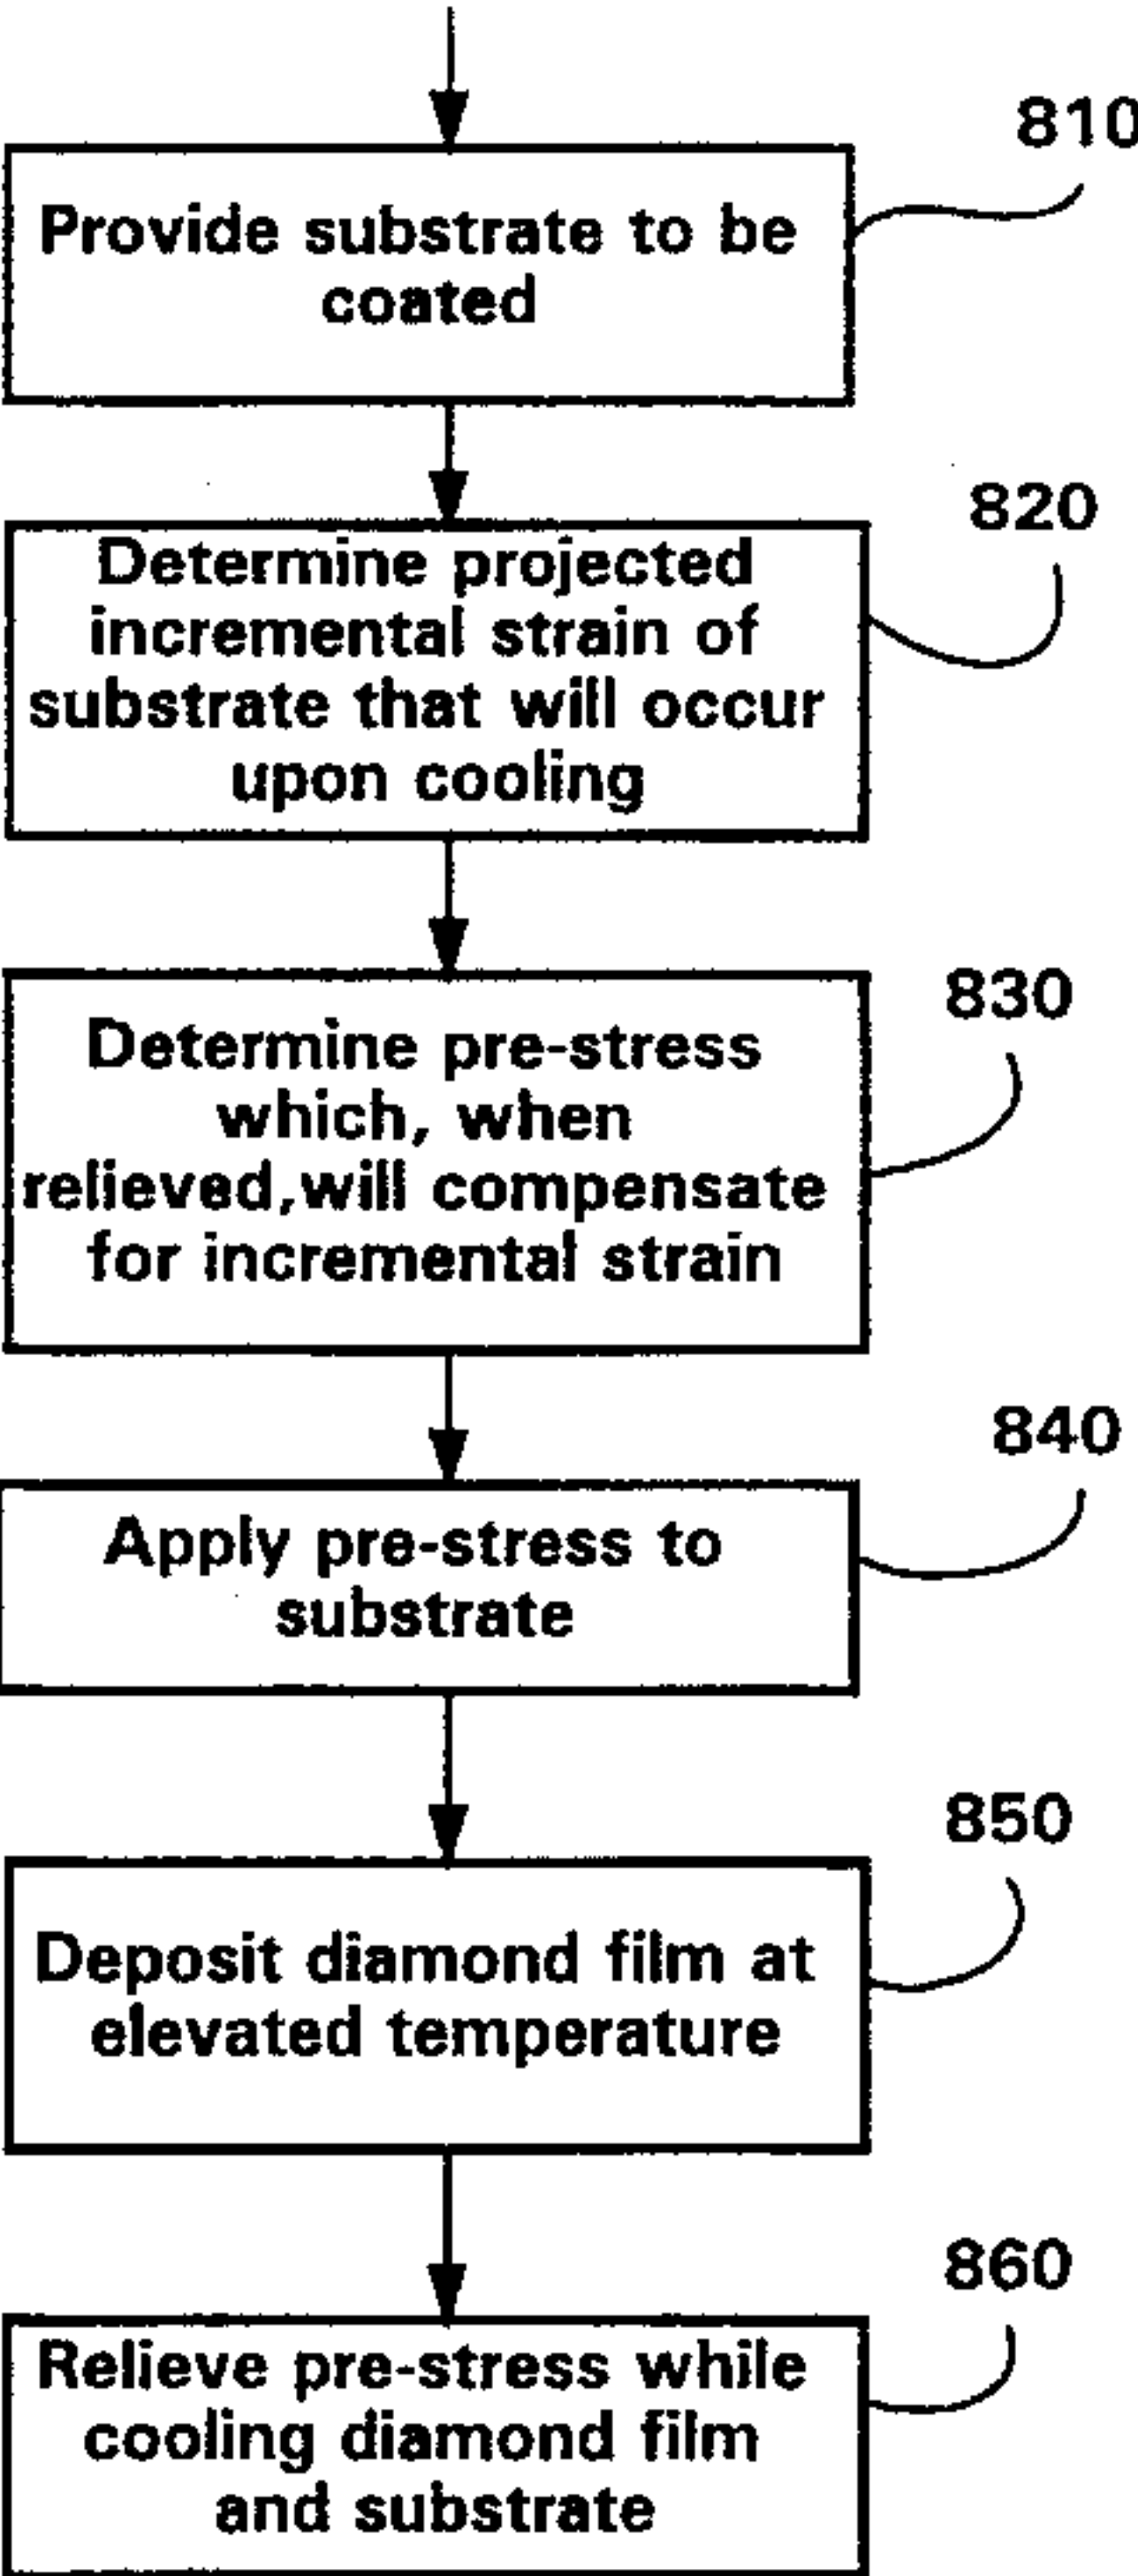 810
Provide substrate to be
coated
820
Determine projected
incremental strain of
substrate that will occur
upon cooling
830
Determine pre-stress
which, when
relieved,will compensate
for incremental strain
840
Apply pre-stress to
substrate
850
Deposit diamond film at
elevated temperature
860
Relieve pre-stress while
cooling diamond film
and substrate